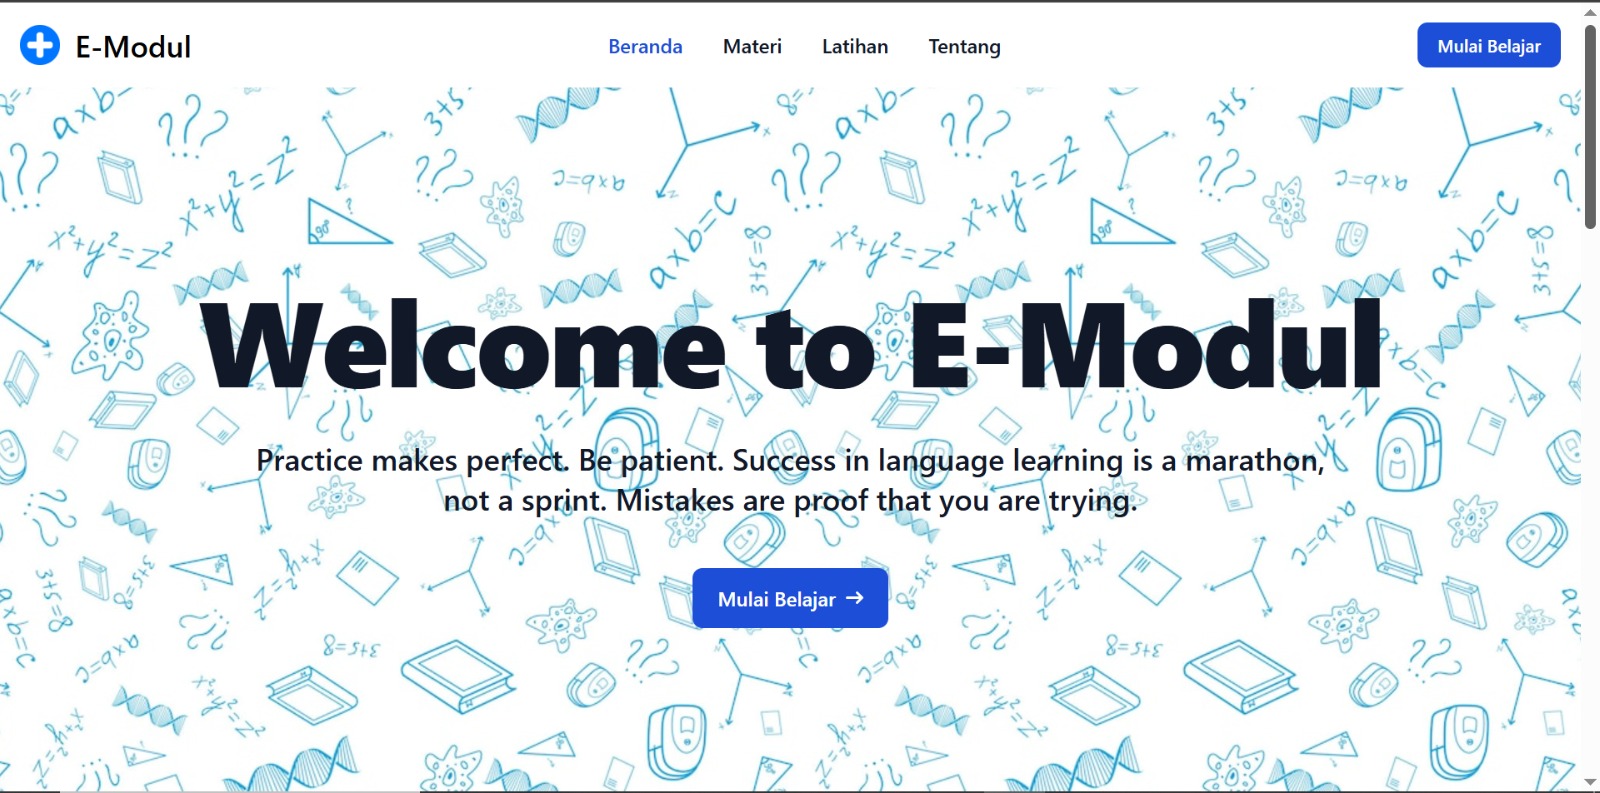 E-Modul
Beranda
Materi
Latihan
Tentang
Mulai Belajar
Welcome to E-Modul
Practice makes perfect. Be patient. Success in language learning is a marathon,
not a sprint. Mistakes are proof that you are trying.
Mulai Belajar →